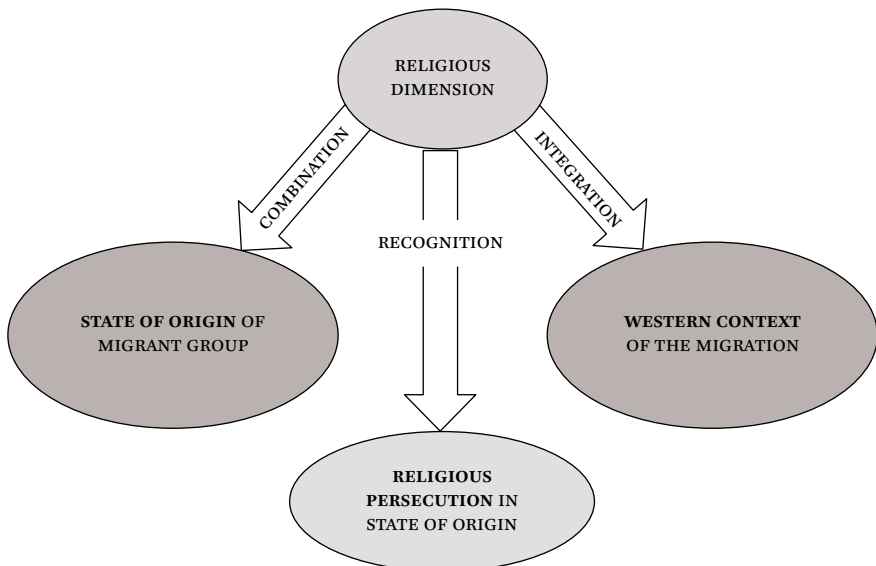 RELIGIOUS
DIMENSION
COMBINATION
INTEGRATION
RECOGNITION
STATE OF ORIGIN OF
MIGRANT GROUP
WESTERN CONTEXT
OF THE MIGRATION
RELIGIOUS
PERSECUTION IN
STATE OF ORIGIN